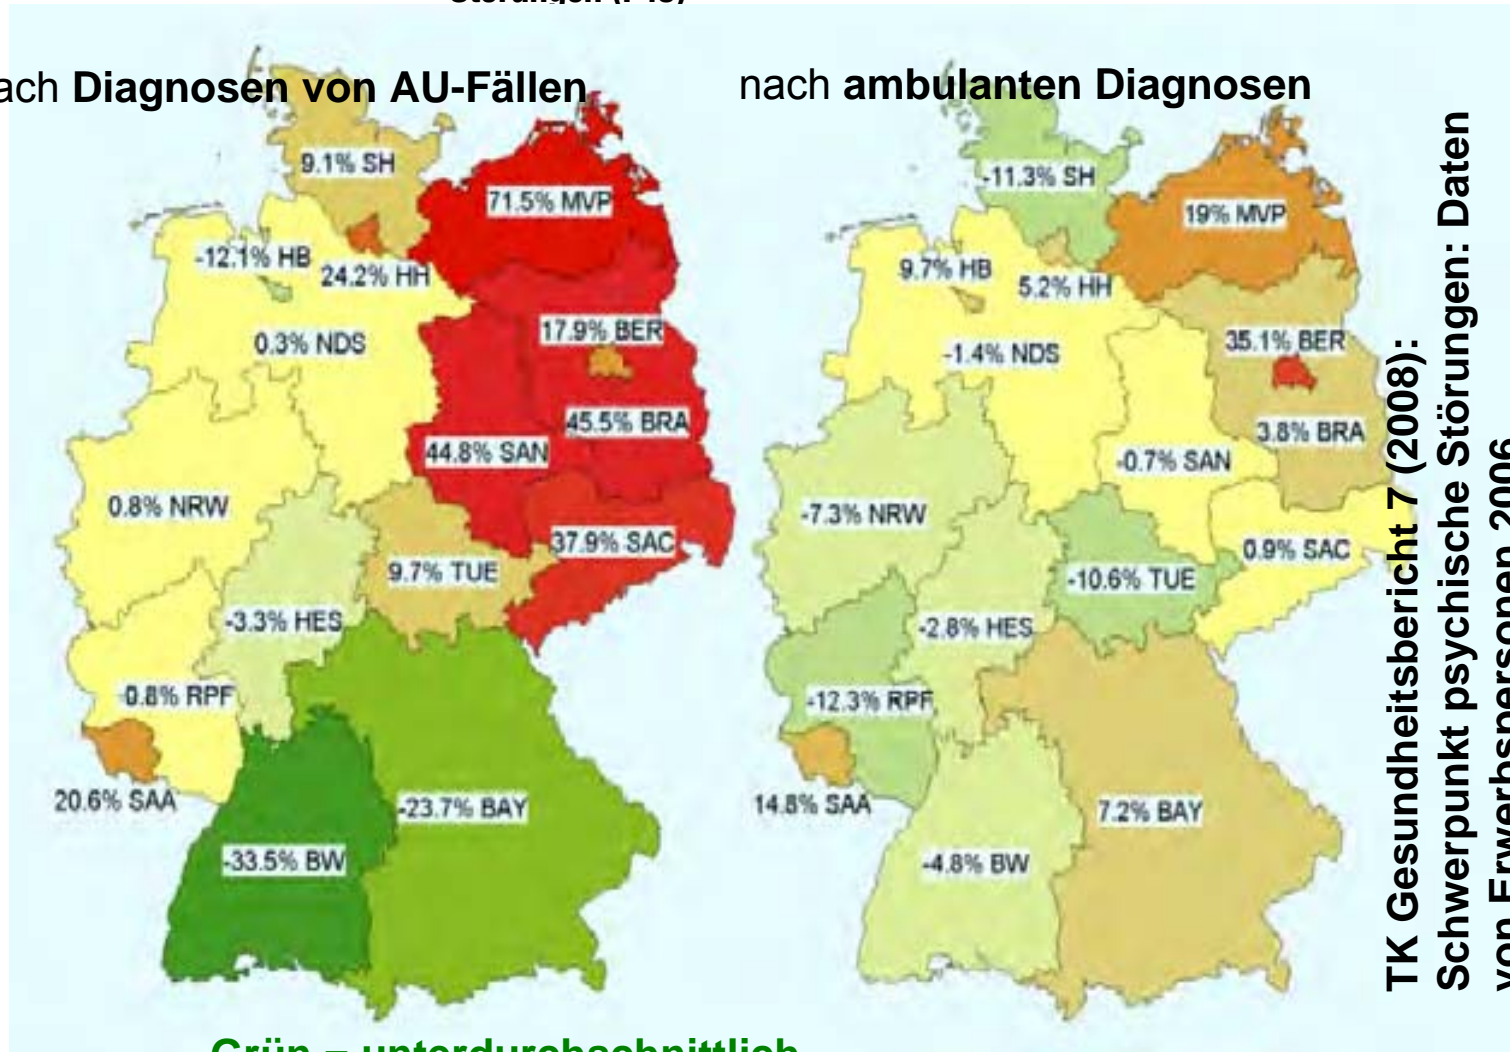 nach ambulanten Diagnosen
Diagnosen von AU-Fällen
9.1% SH
71.5% MVP
-12.1% HB
24.2% HH
0.3% NDS
17.9% BER
45.5% BRA
44.8% SAN
0.8% NRW
37.9% SAC
9.7% TUE
-3.3% HES
0.8% RPF
20.6% SAA
-23.7% BAY
-33.5% BW
-11.3% SH
19% MVP
9.7% HB
5.2% HH
-1.4% NDS
35.1% BER
3.8% BRA
-0.7% SAN
-7.3% NRW
0.9% SAC
-10.6% TUE
-2.8% HES
-12.3% RPF
14.8% SAA
7.2% BAY
-4.8% BW
TK Gesundheitsbericht 7 (2008):
Schwerpunkt psychische Störungen: Daten
von Erwerbspersonen 2006
Grün = unterdurchschnittlich